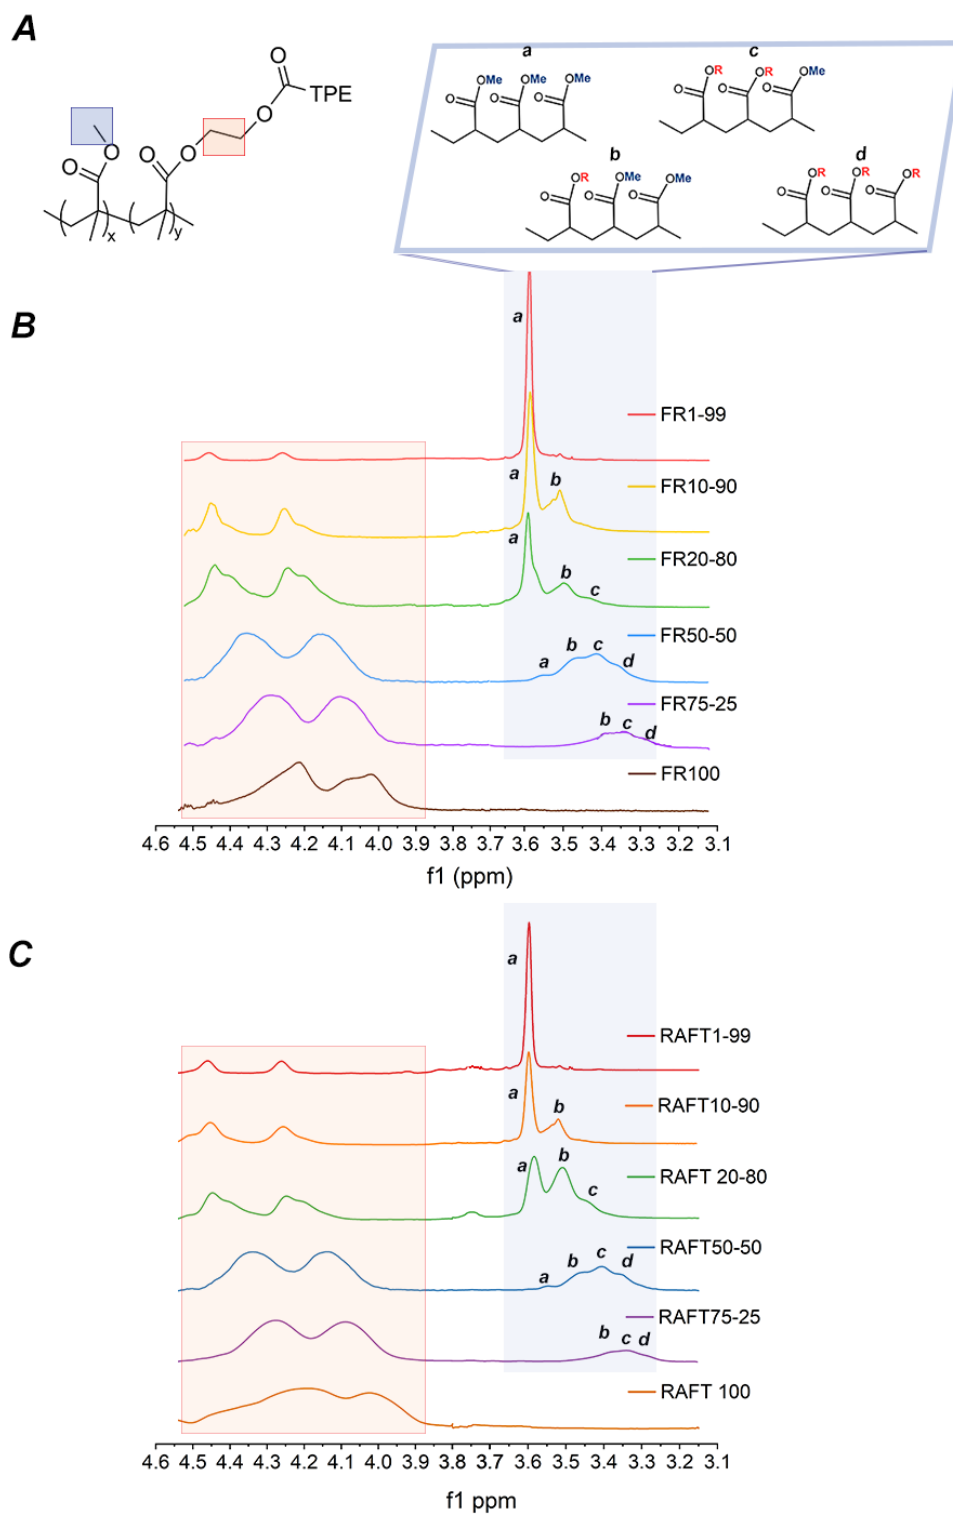 A
O
O
TPE
O
O
O
O
x
y
a
O
OMe
O
OMe
O
OMe
c
O
OR
O
OR
O
OMe
b
O
OR
O
OMe
O
OMe
d
O
OR
O
OR
O
OR
B
a
FR1-99
a
b
FR10-90
a
b
c
FR20-80
a
b
c
d
FR50-50
b
c
d
FR75-25
FR100
4.6 4.5 4.4 4.3 4.2 4.1 4.0 3.9 3.8 3.7 3.6 3.5 3.4 3.3 3.2 3.1
f1 (ppm)
C
a
RAFT1-99
a
b
RAFT10-90
a
b
c
RAFT 20-80
a
b
c
d
RAFT50-50
b
c
d
RAFT75-25
RAFT 100
4.6 4.5 4.4 4.3 4.2 4.1 4.0 3.9 3.8 3.7 3.6 3.5 3.4 3.3 3.2 3.1
f1 ppm